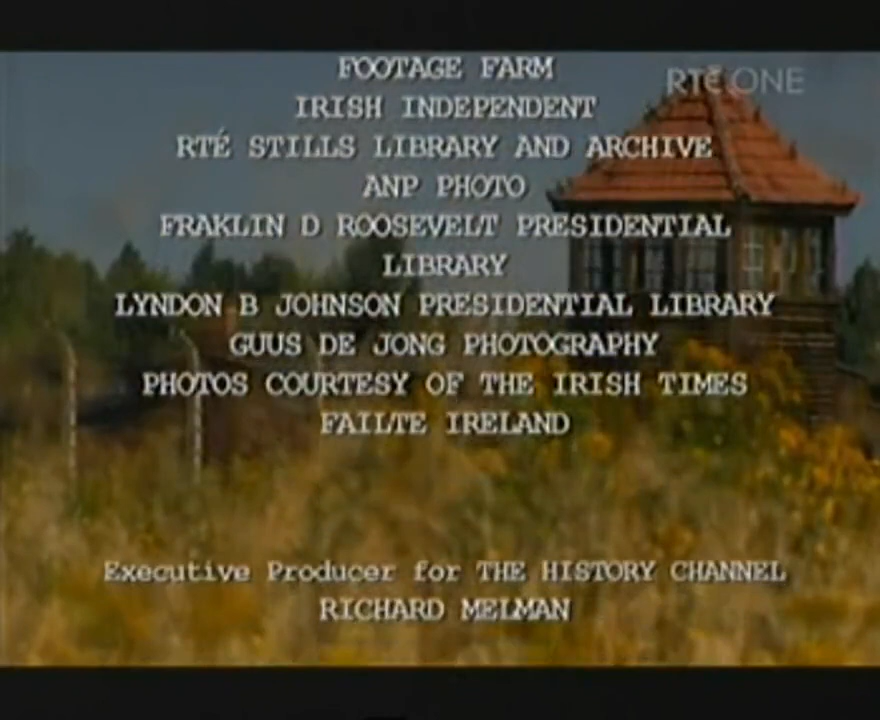 RTÉ ONE
FOOTAGE FARM
IRISH INDEPENDENT
RTÉ STILLS LIBRARY AND ARCHIVE
ANP PHOTO
FRAKLIN D ROOSEVELT PRESIDENTIAL
LIBRARY
LYNDON B JOHNSON PRESIDENTIAL LIBRARY
GUUS DE JONG PHOTOGRAPHY
PHOTOS COURTESY OF THE IRISH TIMES
FAILTE IRELAND
Executive Producer for THE HISTORY CHANNEL
RICHARD MELMAN